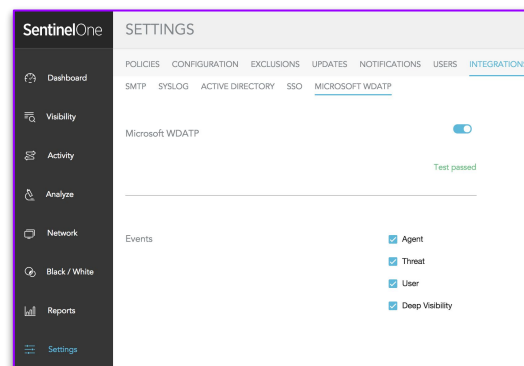 SentinelOne
SETTINGS
POLICIES CONFIGURATION EXCLUSIONS UPDATES NOTIFICATIONS USERS INTEGRATIONS
SMTP SYSLOG ACTIVE DIRECTORY SSO MICROSOFT WDATP
Dashboard
Visibility
Activity
Analyze
Network
Black / White
Reports
Settings
Microsoft WDATP
Test passed
Events
Agent
Threat
User
Deep Visibility